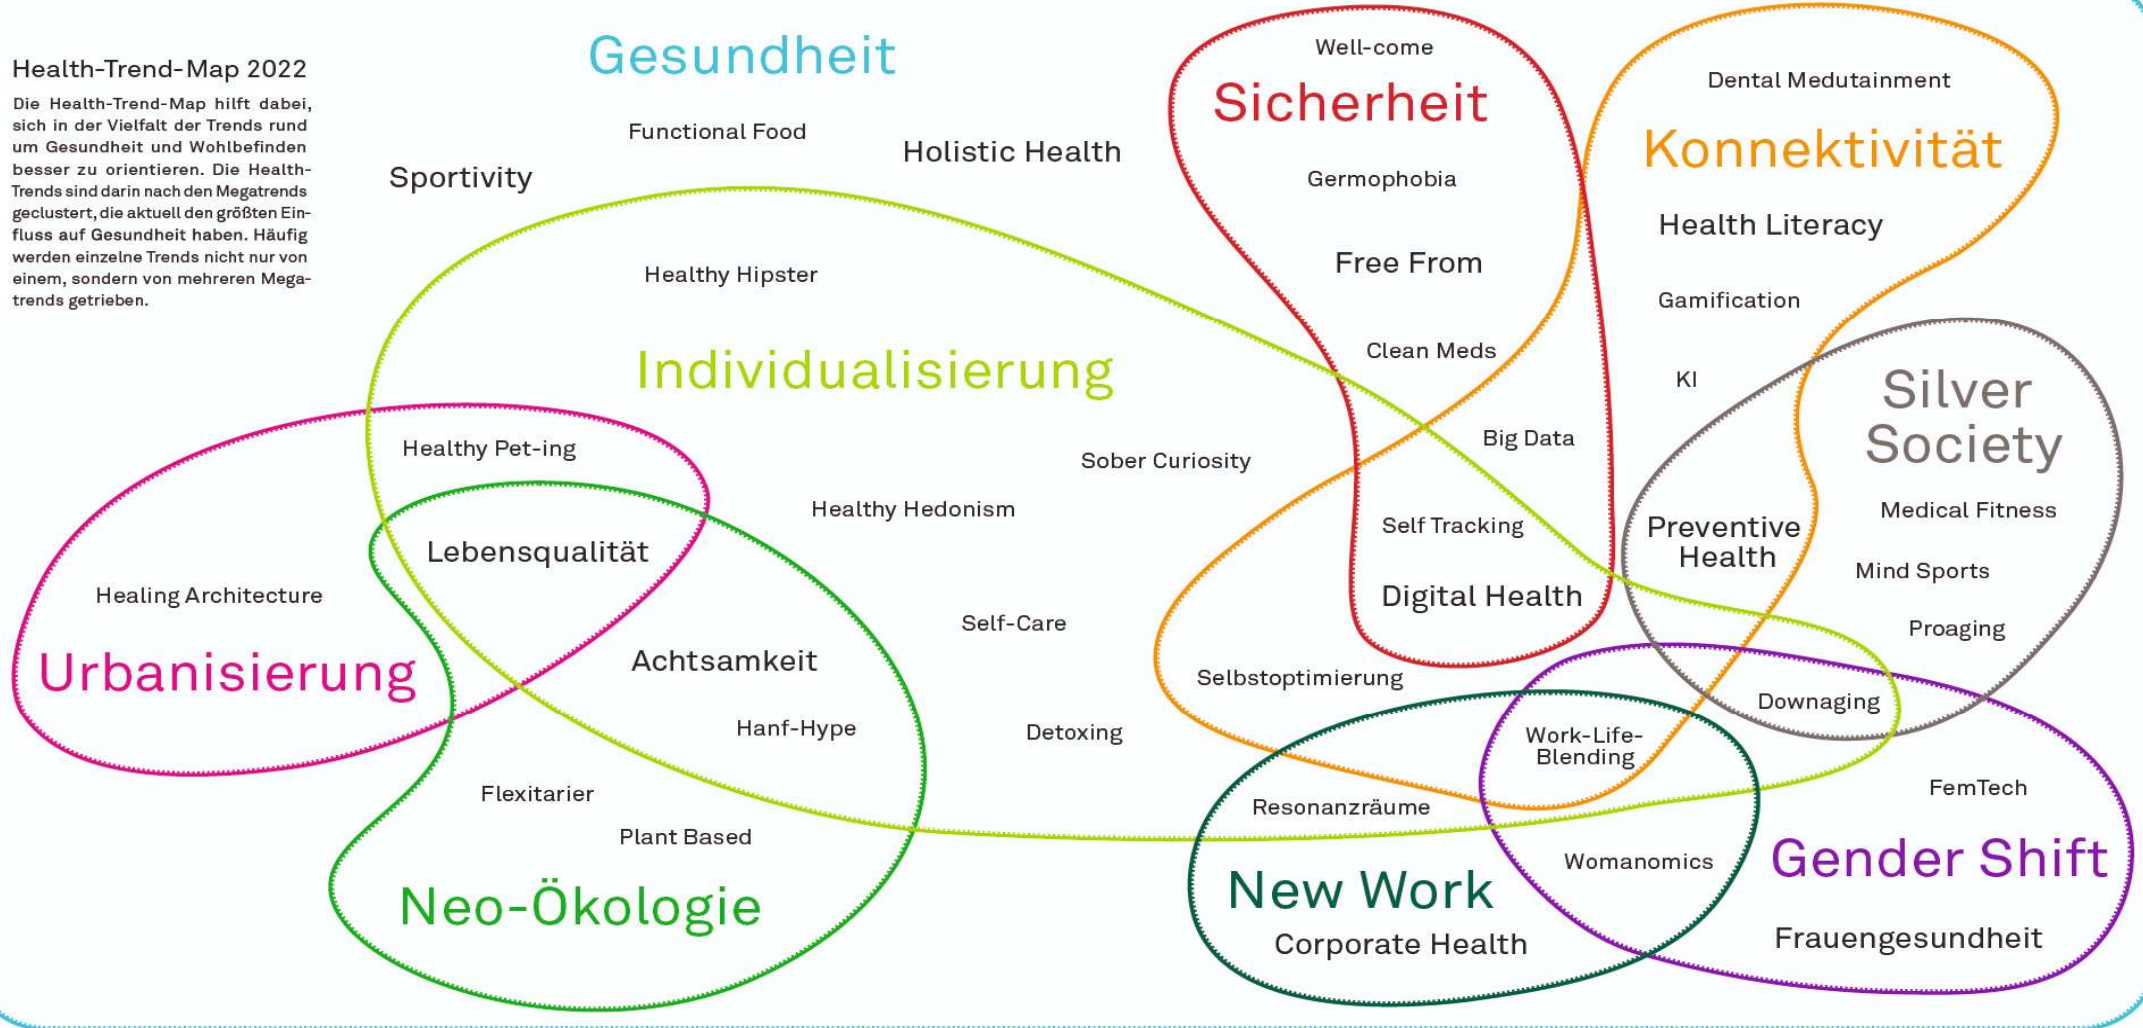 Health-Trend-Map 2022
Die Health-Trend-Map hilft dabei,
sich in der Vielfalt der Trends rund
um Gesundheit und Wohlbefinden
besser zu orientieren. Die Health-
Trends sind darin nach den Megatrends
geclustert, die aktuell den größten Ein-
fluss auf Gesundheit haben. Häufig
werden einzelne Trends nicht nur von
einem, sondern von mehreren Mega-
trends getrieben.
Gesundheit
Functional Food
Holistic Health
Sportivity
Well-come
Sicherheit
Germophobia
Free From
Clean Meds
Big Data
Self Tracking
Digital Health
Dental Medutainment
Konnektivität
Health Literacy
Gamification
KI
Silver
Society
Medical Fitness
Mind Sports
Proaging
Preventive
Health
Downaging
Healthy Hipster
Individualisierung
Sober Curiosity
Healthy Hedonism
Self-Care
Detoxing
Selbstoptimierung
Healthy Pet-ing
Lebensqualität
Healing Architecture
Urbanisierung
Achtsamkeit
Hanf-Hype
Flexitarier
Plant Based
Neo-Ökologie
Work-Life-
Blending
Resonanzräume
New Work
Corporate Health
Womanomics
FemTech
Gender Shift
Frauengesundheit